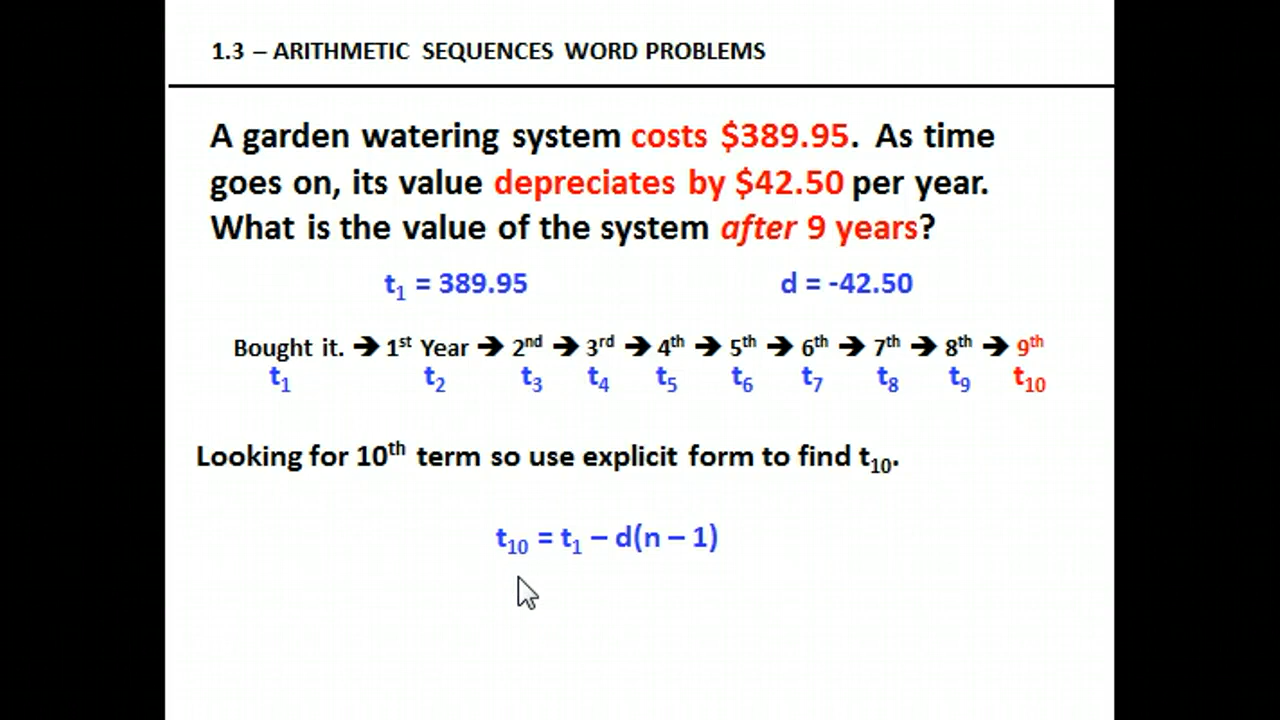 1.3 – ARITHMETIC SEQUENCES WORD PROBLEMS
A garden watering system costs $389.95. As time
goes on, its value depreciates by $42.50 per year.
What is the value of the system after 9 years?
t₁ = 389.95 d = -42.50
Bought it. ➔ 1ˢᵗ Year ➔ 2ⁿᵈ ➔ 3ʳᵈ ➔ 4ᵗʰ ➔ 5ᵗʰ ➔ 6ᵗʰ ➔ 7ᵗʰ ➔ 8ᵗʰ ➔ 9ᵗʰ
t₁ t₂ t₃ t₄ t₅ t₆ t₇ t₈ t₉ t₁₀
Looking for 10ᵗʰ term so use explicit form to find t₁₀.
t₁₀ = t₁ – d(n – 1)